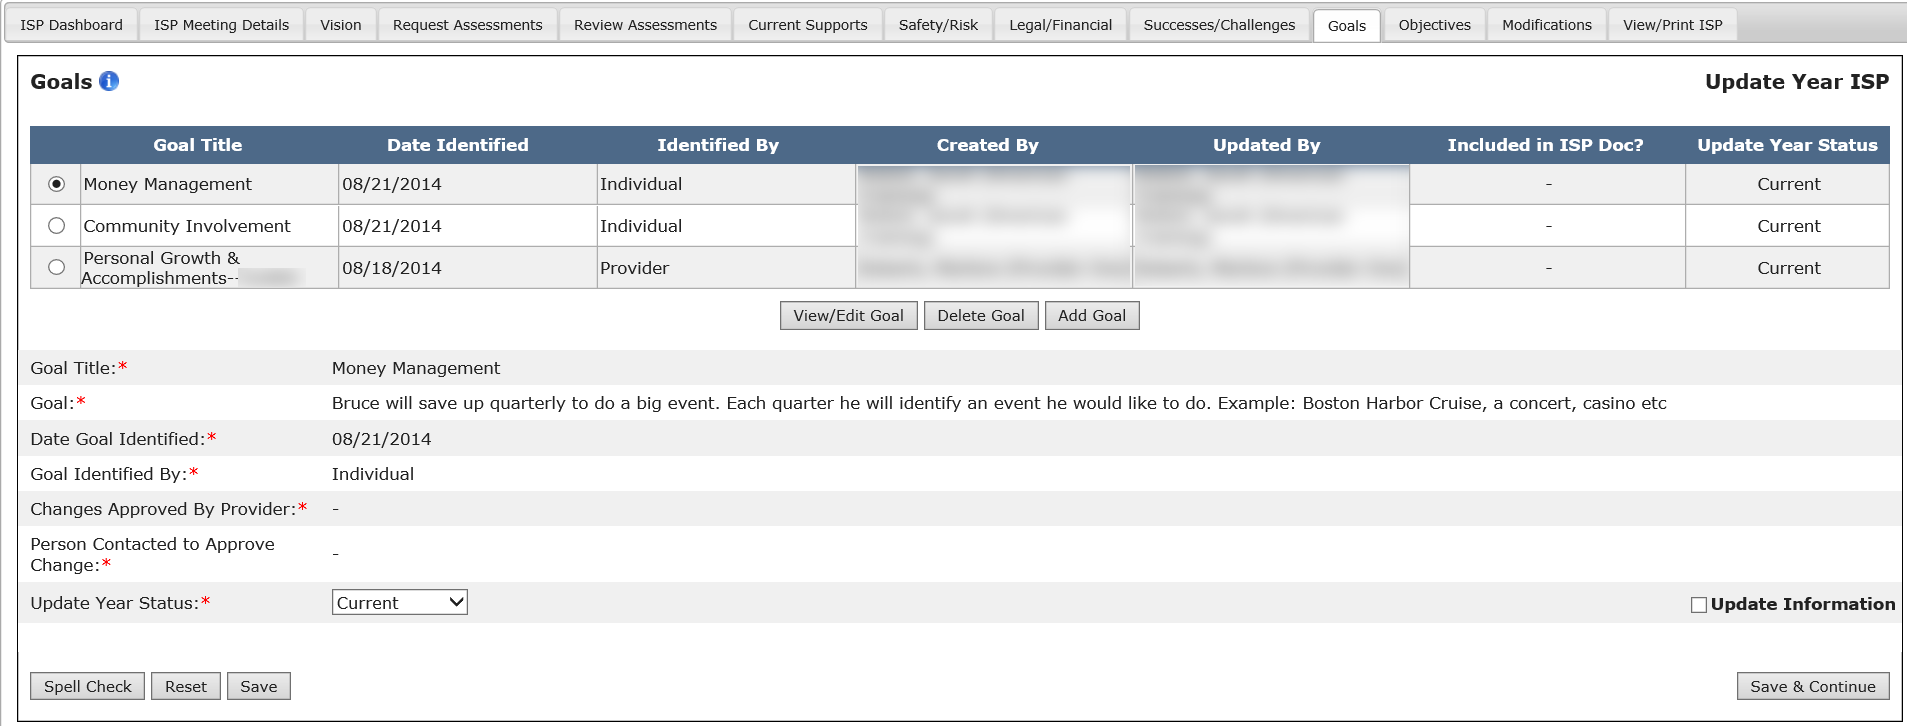 ISP Dashboard ISP Meeting Details Vision Request Assessments Review Assessments Current Supports Safety/Risk Legal/Financial Successes/Challenges Goals Objectives Modifications View/Print ISP
Goals i Update Year ISP
Goal Title Date Identified Identified By Created By Updated By Included in ISP Doc? Update Year Status
Money Management 08/21/2014 Individual - Current
Community Involvement 08/21/2014 Individual - Current
Personal Growth &
Accomplishments-- 08/18/2014 Provider - Current
View/Edit Goal Delete Goal Add Goal
Goal Title:* Money Management
Goal:* Bruce will save up quarterly to do a big event. Each quarter he will identify an event he would like to do. Example: Boston Harbor Cruise, a concert, casino etc
Date Goal Identified:* 08/21/2014
Goal Identified By:* Individual
Changes Approved By Provider:* -
Person Contacted to Approve
Change:* -
Update Year Status:* Current Update Information
Spell Check Reset Save Save & Continue